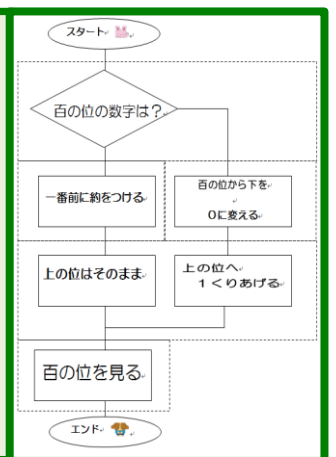 スタート
百の位の数字は？
一番前に約をつける
百の位から下を
0に変える
上の位はそのまま
上の位へ
１くりあげる
百の位を見る
エンド